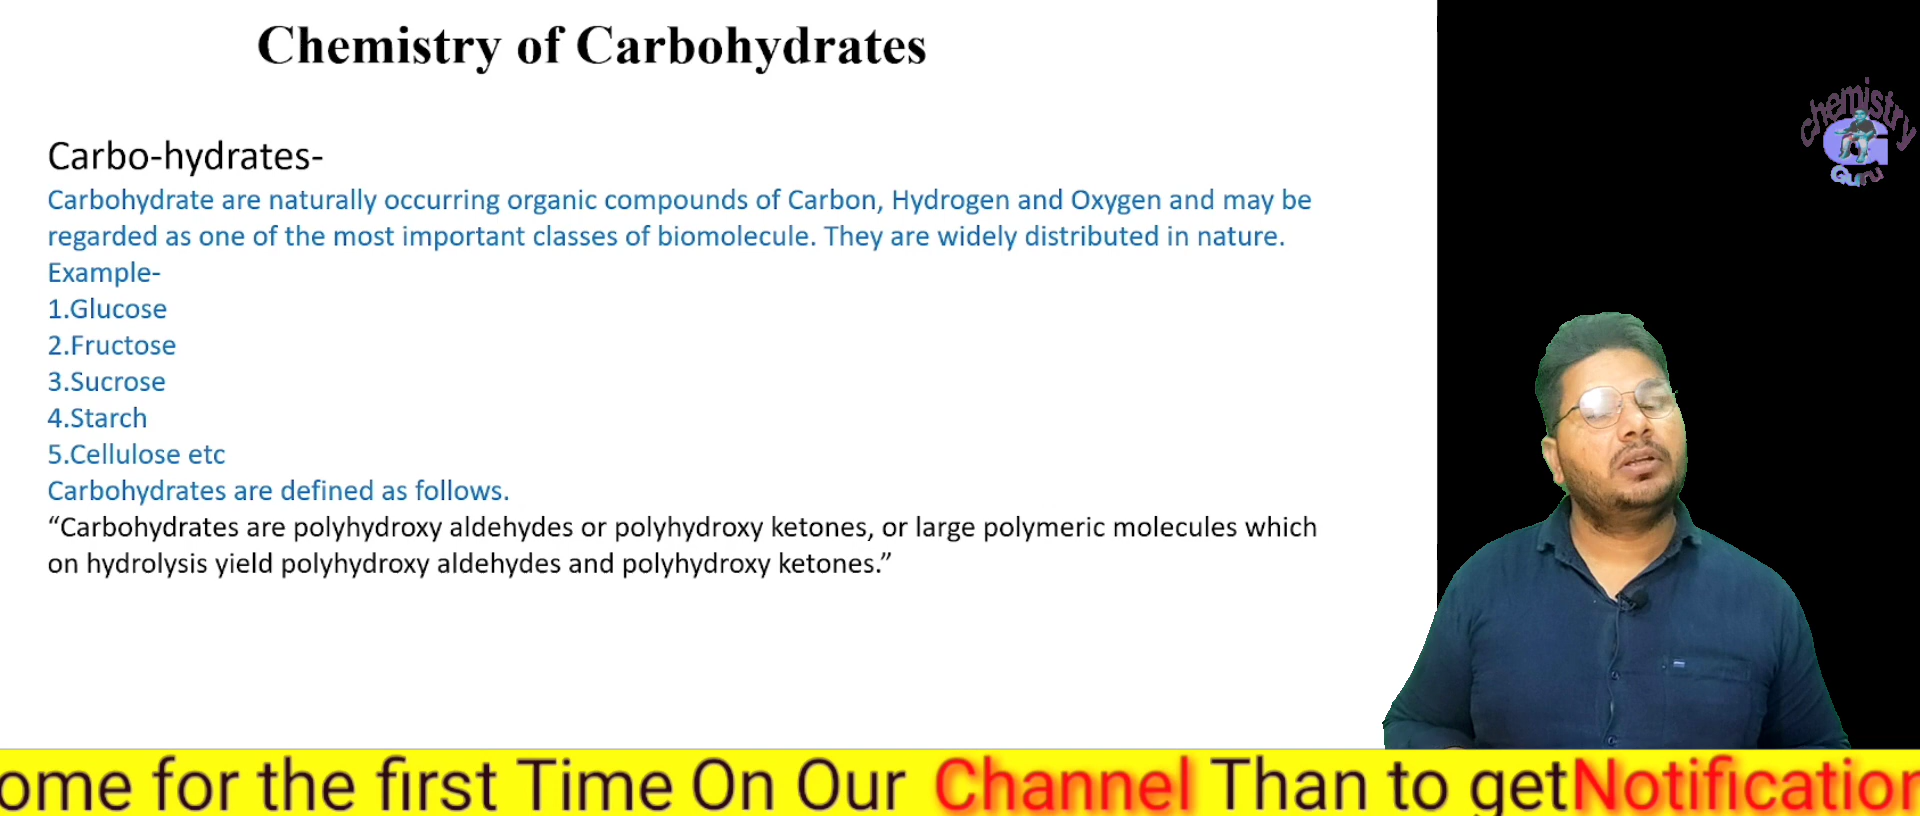 Chemistry of Carbohydrates
chemistry
Guru
Carbo-hydrates-
Carbohydrate are naturally occurring organic compounds of Carbon, Hydrogen and Oxygen and may be
regarded as one of the most important classes of biomolecule. They are widely distributed in nature.
Example-
1.Glucose
2.Fructose
3.Sucrose
4.Starch
5.Cellulose etc
Carbohydrates are defined as follows.
“Carbohydrates are polyhydroxy aldehydes or polyhydroxy ketones, or large polymeric molecules which
on hydrolysis yield polyhydroxy aldehydes and polyhydroxy ketones.”
ome for the first Time On Our Channel Than to get Notification